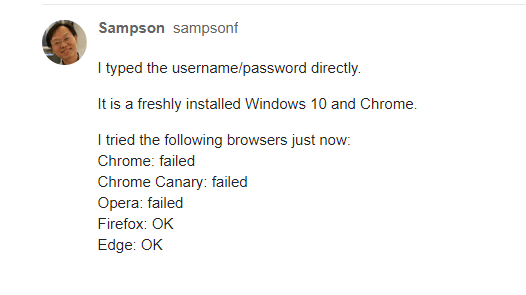 Sampson sampsonf
I typed the username/password directly.
It is a freshly installed Windows 10 and Chrome.
I tried the following browsers just now:
Chrome: failed
Chrome Canary: failed
Opera: failed
Firefox: OK
Edge: OK